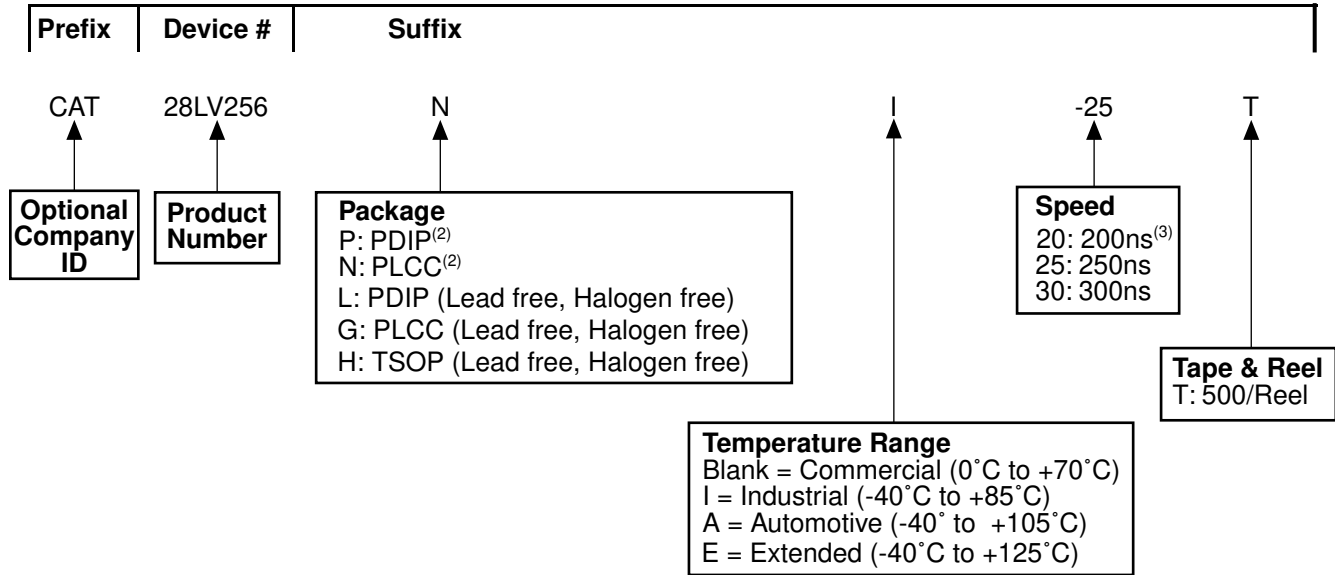 Prefix Device # Suffix
CAT 28LV256 N I -25 T
Optional
Company
ID
Product
Number
Package
P: PDIP(2)
N: PLCC(2)
L: PDIP (Lead free, Halogen free)
G: PLCC (Lead free, Halogen free)
H: TSOP (Lead free, Halogen free)
Speed
20: 200ns(3)
25: 250ns
30: 300ns
Tape & Reel
T: 500/Reel
Temperature Range
Blank = Commercial (0˚C to +70˚C)
I = Industrial (-40˚C to +85˚C)
A = Automotive (-40˚ to +105˚C)
E = Extended (-40˚C to +125˚C)